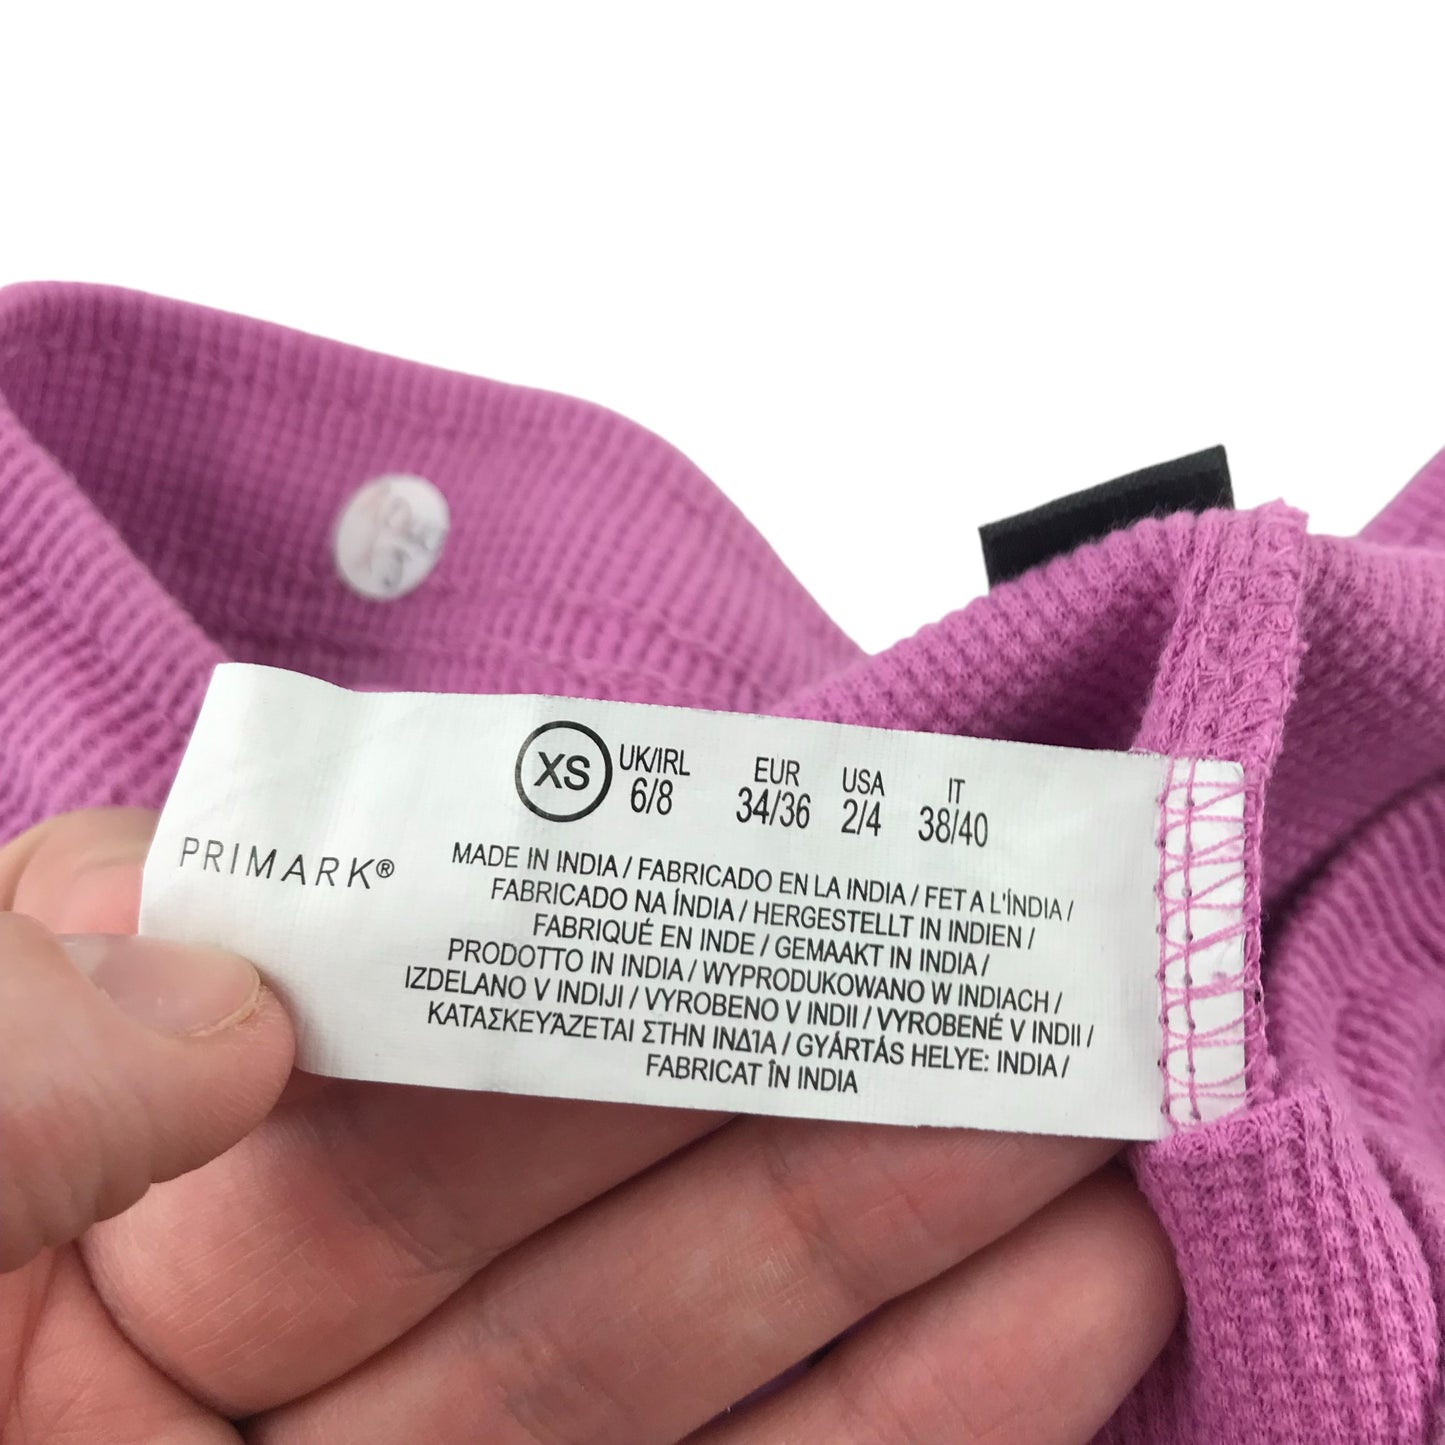 XS
UK/IRL EUR USA IT
6/8 34/36 2/4 38/40
PRIMARK®
MADE IN INDIA / FABRICADO EN LA INDIA / FET A L'ÍNDIA /
FABRICADO NA ÍNDIA / HERGESTELLT IN INDIEN /
FABRIQUÉ EN INDE / GEMAAKT IN INDIA /
PRODOTTO IN INDIA / WYPRODUKOWANO W INDIACH /
IZDELANO V INDIJI / VYROBENO V INDII / VYROBENÉ V INDII /
ΚΑΤΑΣΚΕΥΆΖΕΤΑΙ ΣΤΗΝ ΙΝΔΊΑ / GYÁRTÁS HELYE: INDIA /
FABRICAT ÎN INDIA